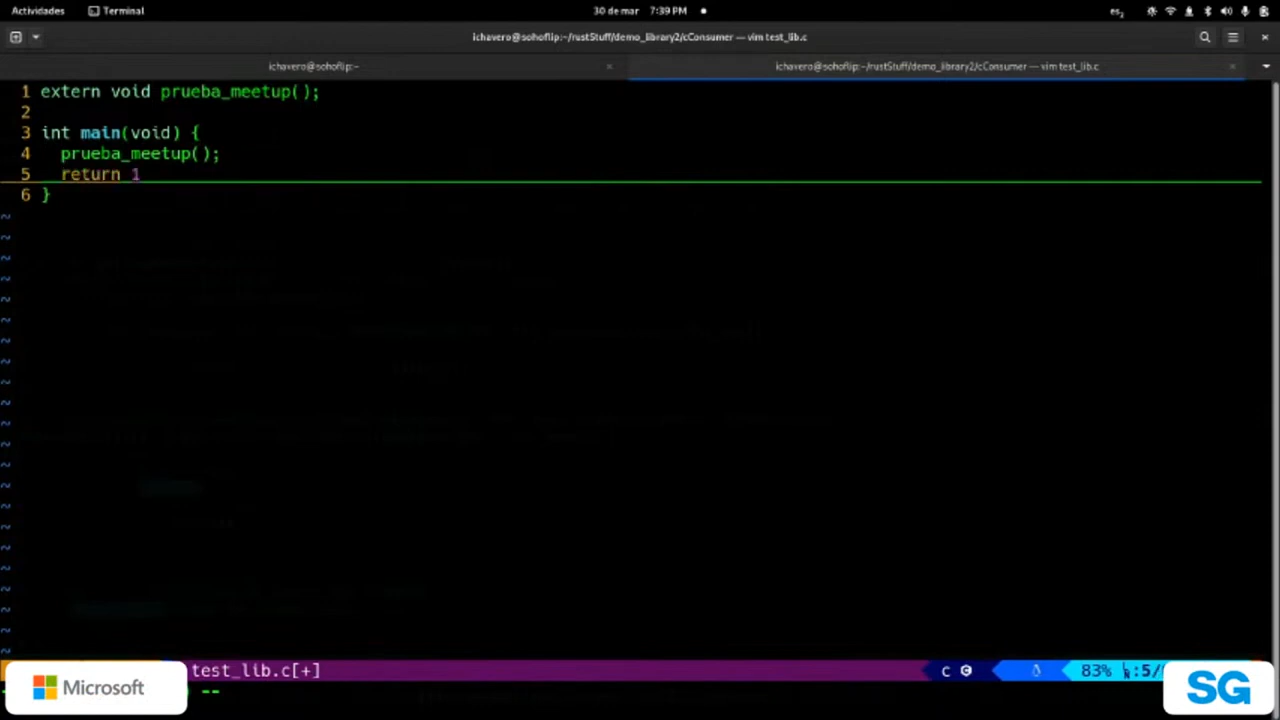 Actividades Terminal 30 de mar 7:39 PM es₂
ichavero@sohoflip:~/rustStuff/demo_library2/cConsumer — vim test_lib.c
ichavero@sohoflip:~ ichavero@sohoflip:~/rustStuff/demo_library2/cConsumer — vim test_lib.c
1 extern void prueba_meetup();
2
3 int main(void) {
4 prueba_meetup();
5 return 1
6 }
test_lib.c[+] c 83% :5/
Microsoft --
SG